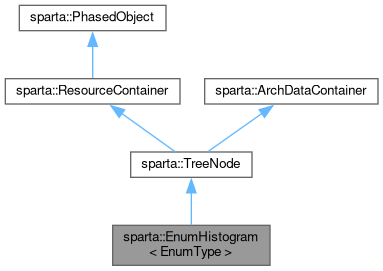 sparta::PhasedObject
sparta::ResourceContainer
sparta::ArchDataContainer
sparta::TreeNode
sparta::EnumHistogram
< EnumType >